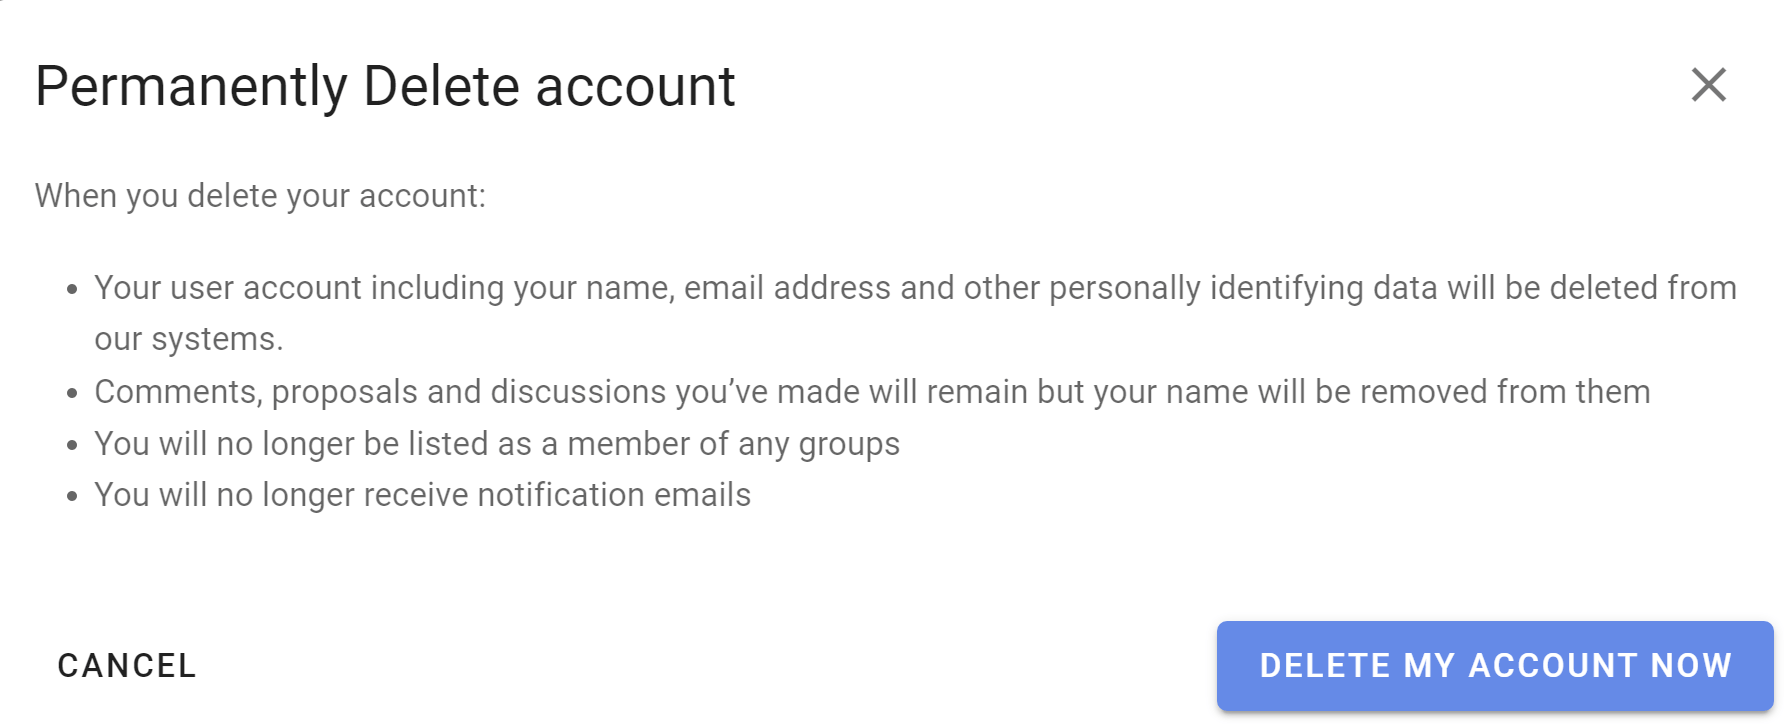 Permanently Delete account
When you delete your account:
• Your user account including your name, email address and other personally identifying data will be deleted from
our systems.
• Comments, proposals and discussions you’ve made will remain but your name will be removed from them
• You will no longer be listed as a member of any groups
• You will no longer receive notification emails
CANCEL
DELETE MY ACCOUNT NOW